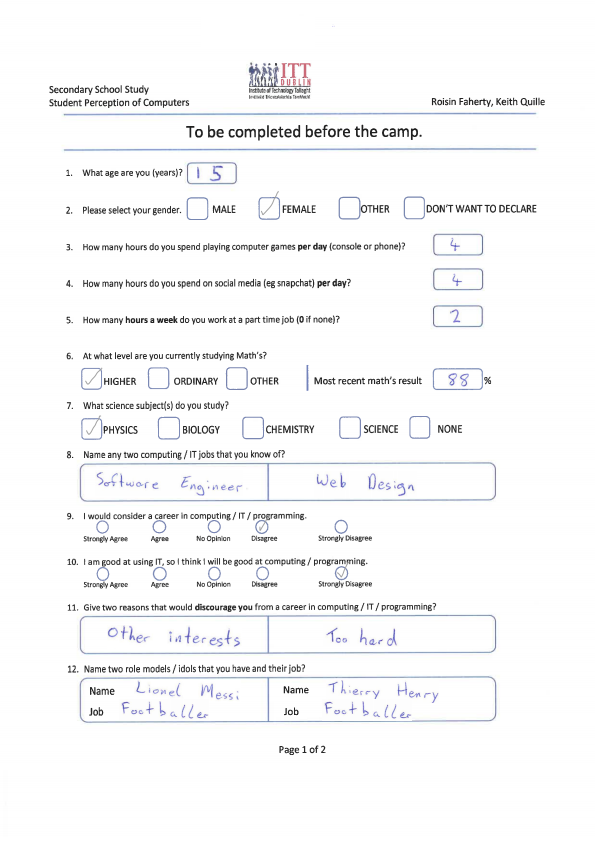 ITT
DUBLIN
Institute of Technology Tallaght
Secondary School Study
Student Perception of Computers
Roisin Faherty, Keith Quille
To be completed before the camp.
1. What age are you (years)? 15
2. Please select your gender. MALE FEMALE OTHER DON'T WANT TO DECLARE
3. How many hours do you spend playing computer games per day (console or phone)? 4
4. How many hours do you spend on social media (eg snapchat) per day? 4
5. How many hours a week do you work at a part time job (0 if none)? 2
6. At what level are you currently studying Math's?
HIGHER ORDINARY OTHER Most recent math's result 88 %
7. What science subject(s) do you study?
PHYSICS BIOLOGY CHEMISTRY SCIENCE NONE
8. Name any two computing / IT jobs that you know of?
Software Engineer Web Design
9. I would consider a career in computing / IT / programming.
Strongly Agree Agree No Opinion Disagree Strongly Disagree
10. I am good at using IT, so I think I will be good at computing / programming.
Strongly Agree Agree No Opinion Disagree Strongly Disagree
11. Give two reasons that would discourage you from a career in computing / IT / programming?
Other interests Too hard
12. Name two role models / idols that you have and their job?
Name Lionel Messi Name Thierry Henry
Job Footballer Job Footballer
Page 1 of 2